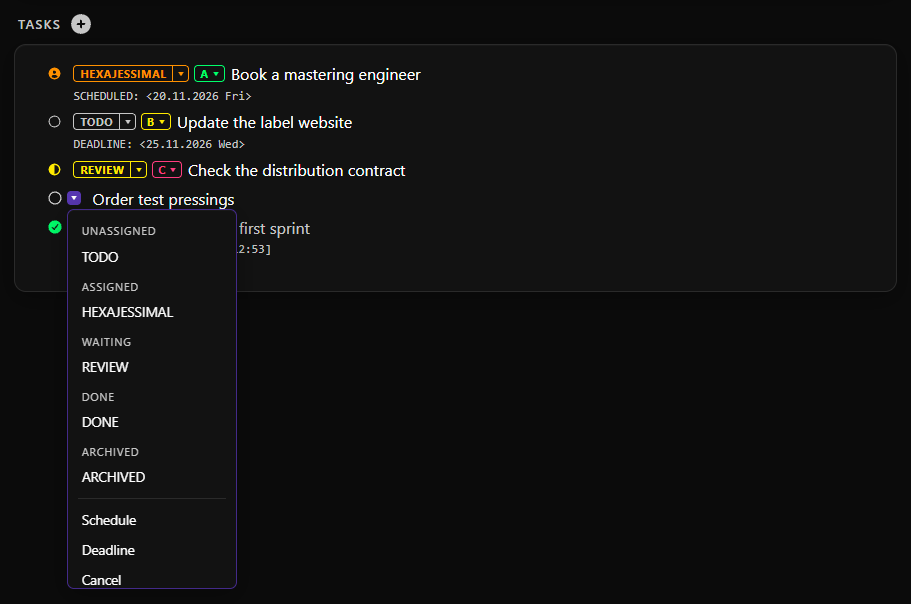 TASKS
HEXAJESSIMAL A Book a mastering engineer
SCHEDULED: <20.11.2026 Fri>
TODO B Update the label website
DEADLINE: <25.11.2026 Wed>
REVIEW C Check the distribution contract
Order test pressings
first sprint
2:53]
UNASSIGNED
TODO
ASSIGNED
HEXAJESSIMAL
WAITING
REVIEW
DONE
DONE
ARCHIVED
ARCHIVED
Schedule
Deadline
Cancel